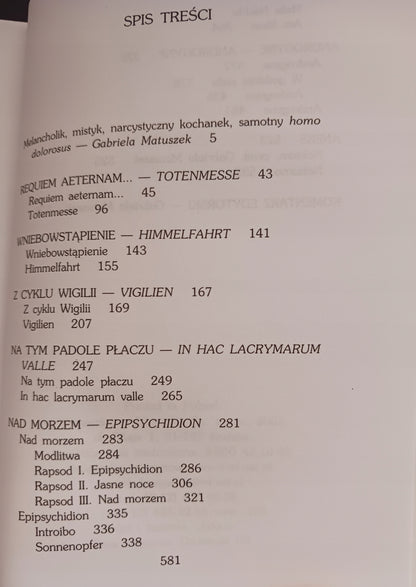 SPIS TREŚCI
Melancholik, mistyk, narcystyczny kochanek, samotny homo
dolorosus — Gabriela Matuszek 5
REQUIEM AETERNAM... — TOTENMESSE 43
Requiem aeternam... 45
Totenmesse 96
WNIEBOWSTĄPIENIE — HIMMELFAHRT 141
Wniebowstąpienie 143
Himmelfahrt 155
Z CYKLU WIGILII — VIGILIEN 167
Z cyklu Wigilii 169
Vigilien 207
NA TYM PADOLE PŁACZU — IN HAC LACRYMARUM
VALLE 247
Na tym padole płaczu 249
In hac lacrymarum valle 265
NAD MORZEM — EPIPSYCHIDION 281
Nad morzem 283
Modlitwa 284
Rapsod I. Epipsychidion 286
Rapsod II. Jasne noce 306
Rapsod III. Nad morzem 321
Epipsychidion 335
Introibo 336
Sonnenopfer 338
581